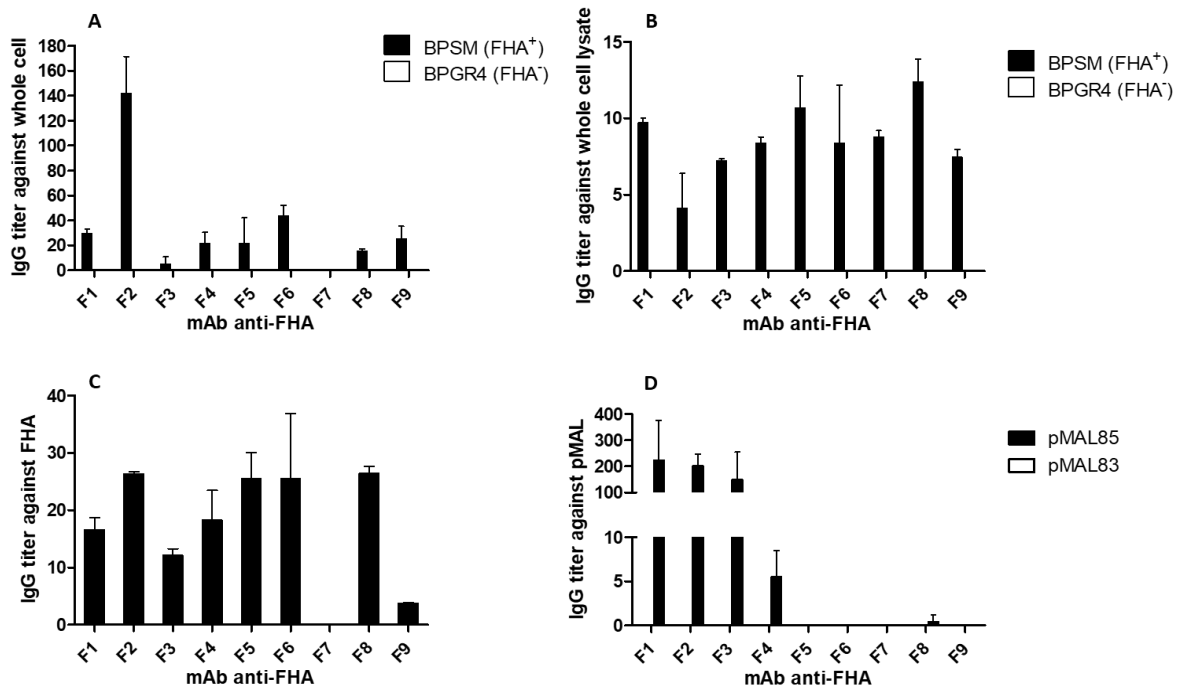 A
IgG titer against whole cell
180
160
140
120
100
80
60
40
20
0
F1 F2 F3 F4 F5 F6 F7 F8 F9
mAb anti-FHA
BPSM (FHA⁺)
BPGR4 (FHA⁻)
B
IgG titer against whole cell lysate
15
10
5
0
F1 F2 F3 F4 F5 F6 F7 F8 F9
mAb anti-FHA
BPSM (FHA⁺)
BPGR4 (FHA⁻)
C
IgG titer against FHA
40
30
20
10
0
F1 F2 F3 F4 F5 F6 F7 F8 F9
mAb anti-FHA
D
IgG titer against pMAL
400
300
200
100
10
5
0
F1 F2 F3 F4 F5 F6 F7 F8 F9
mAb anti-FHA
pMAL85
pMAL83